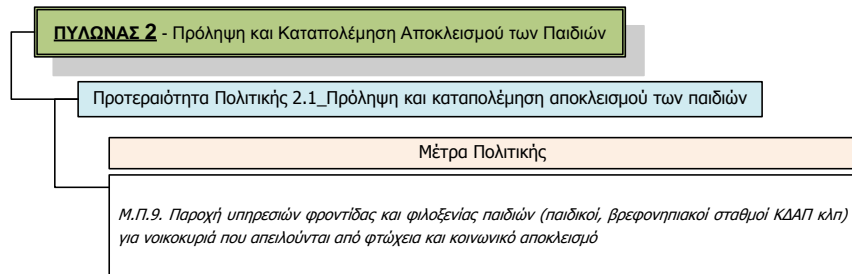 ΠΥΛΩΝΑΣ 2 - Πρόληψη και Καταπολέμηση Αποκλεισμού των Παιδιών
Προτεραιότητα Πολιτικής 2.1_Πρόληψη και καταπολέμηση αποκλεισμού των παιδιών
Μέτρα Πολιτικής
Μ.Π.9. Παροχή υπηρεσιών φροντίδας και φιλοξενίας παιδιών (παιδικοί, βρεφονηπιακοί σταθμοί ΚΔΑΠ κλπ)
για νοικοκυριά που απειλούνται από φτώχεια και κοινωνικό αποκλεισμό